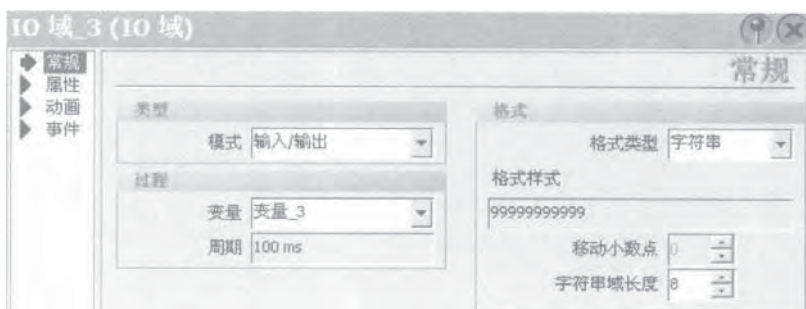 IO 域_3 (IO 域)
常规
属性
动画
事件
常规
类型
模式 输入/输出
过程
变量 变量_3
周期 100 ms
格式
格式类型 字符串
格式样式
99999999999
移动小数点 0
字符串域长度 8